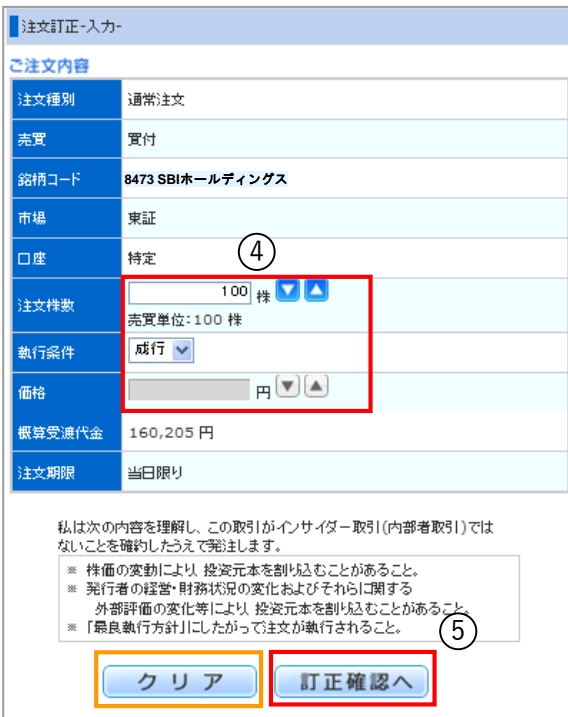 注文訂正-入力-
ご注文内容
注文種別 通常注文
売買 買付
銘柄コード 8473 SBIホールディングス
市場 東証
口座 特定
④
注文株数 100 株
売買単位:100 株
執行条件 成行
価格 円
概算受渡代金 160,205 円
注文期限 当日限り
私は次の内容を理解し、この取引がインサイダー取引(内部者取引)では
ないことを確約したうえで発注します。
※ 株価の変動により、投資元本を割り込むことがあること。
※ 発行者の経営・財務状況の変化およびそれらに関する
外部評価の変化等により、投資元本を割り込むことがあること。
※ 「最良執行方針」にしたがって注文が執行されること。
⑤
クリア 訂正確認へ